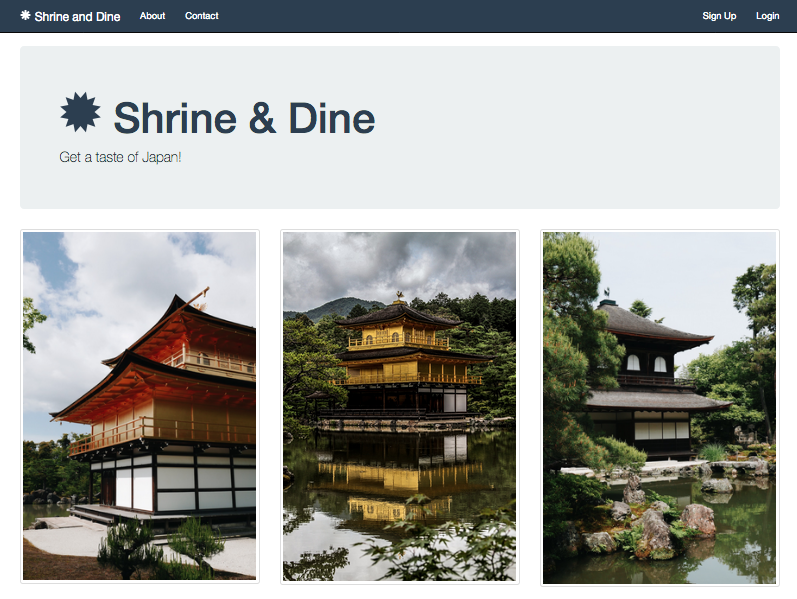 Shrine and Dine About Contact Sign Up Login
Shrine & Dine
Get a taste of Japan!